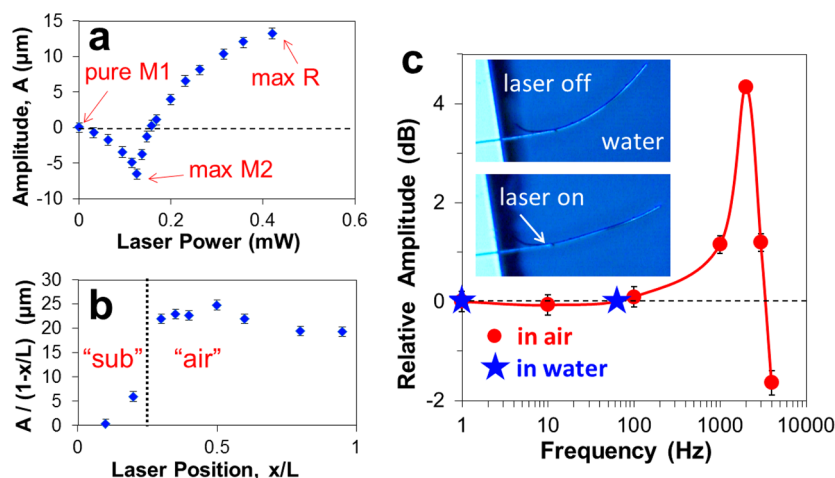 a
15
10
5
0
-5
-10
Amplitude, A (µm)
pure M1
max R
max M2
0
0.2
0.4
0.6
Laser Power (mW)
b
30
25
20
15
10
5
0
A / (1-x/L) (µm)
"sub"
"air"
0
0.5
1
Laser Position, x/L
c
4
2
0
-2
Relative Amplitude (dB)
laser off
water
laser on
in air
in water
1
10
100
1000
10000
Frequency (Hz)